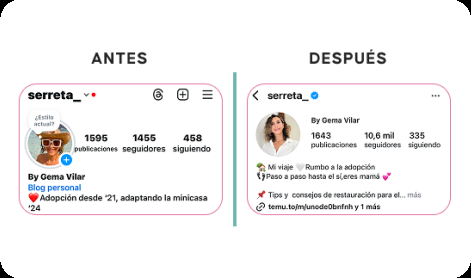 ANTES
DESPUÉS
serreta_
¿Estilo
actual?
1595 1455 458
publicaciones seguidores siguiendo
By Gema Vilar
Blog personal
❤️Adopción desde '21, adaptando la minicasa
'24
serreta_
By Gema Vilar
1643 10,6 mil 335
publicaciones seguidores siguiendo
🏡 Mi viaje 🤍Rumbo a la adopción
👣Paso a paso hasta el sí,eres mamá 💕
📌 Tips y consejos de restauración para el... más
temu.to/m/unode0bnfnh y 1 más